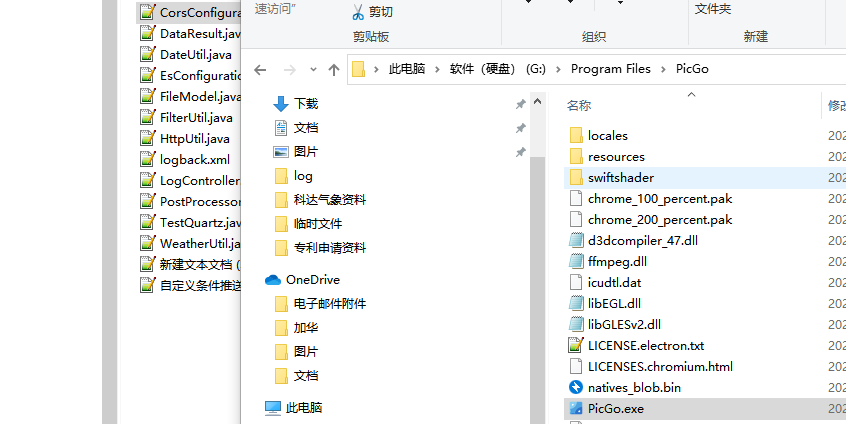 CorsConfigura
DataResult.jav
DateUtil.java
EsConfiguratio
FileModel.java
FilterUtil.java
HttpUtil.java
logback.xml
LogController
PostProcessor
TestQuartz.jav
WeatherUtil.ja
新建文本文档 (
自定义条件推送
速访问"
剪切
剪贴板
组织
文件夹
新建
此电脑 > 软件（硬盘） (G:) > Program Files > PicGo
下载
文档
图片
log
科达气象资料
临时文件
专利申请资料
OneDrive
电子邮件附件
加华
图片
文档
此电脑
名称 修改
locales 202
resources 202
swiftshader 202
chrome_100_percent.pak 202
chrome_200_percent.pak 202
d3dcompiler_47.dll 202
ffmpeg.dll 202
icudtl.dat 202
libEGL.dll 202
libGLESv2.dll 202
LICENSE.electron.txt 202
LICENSES.chromium.html 202
natives_blob.bin 202
PicGo.exe 202